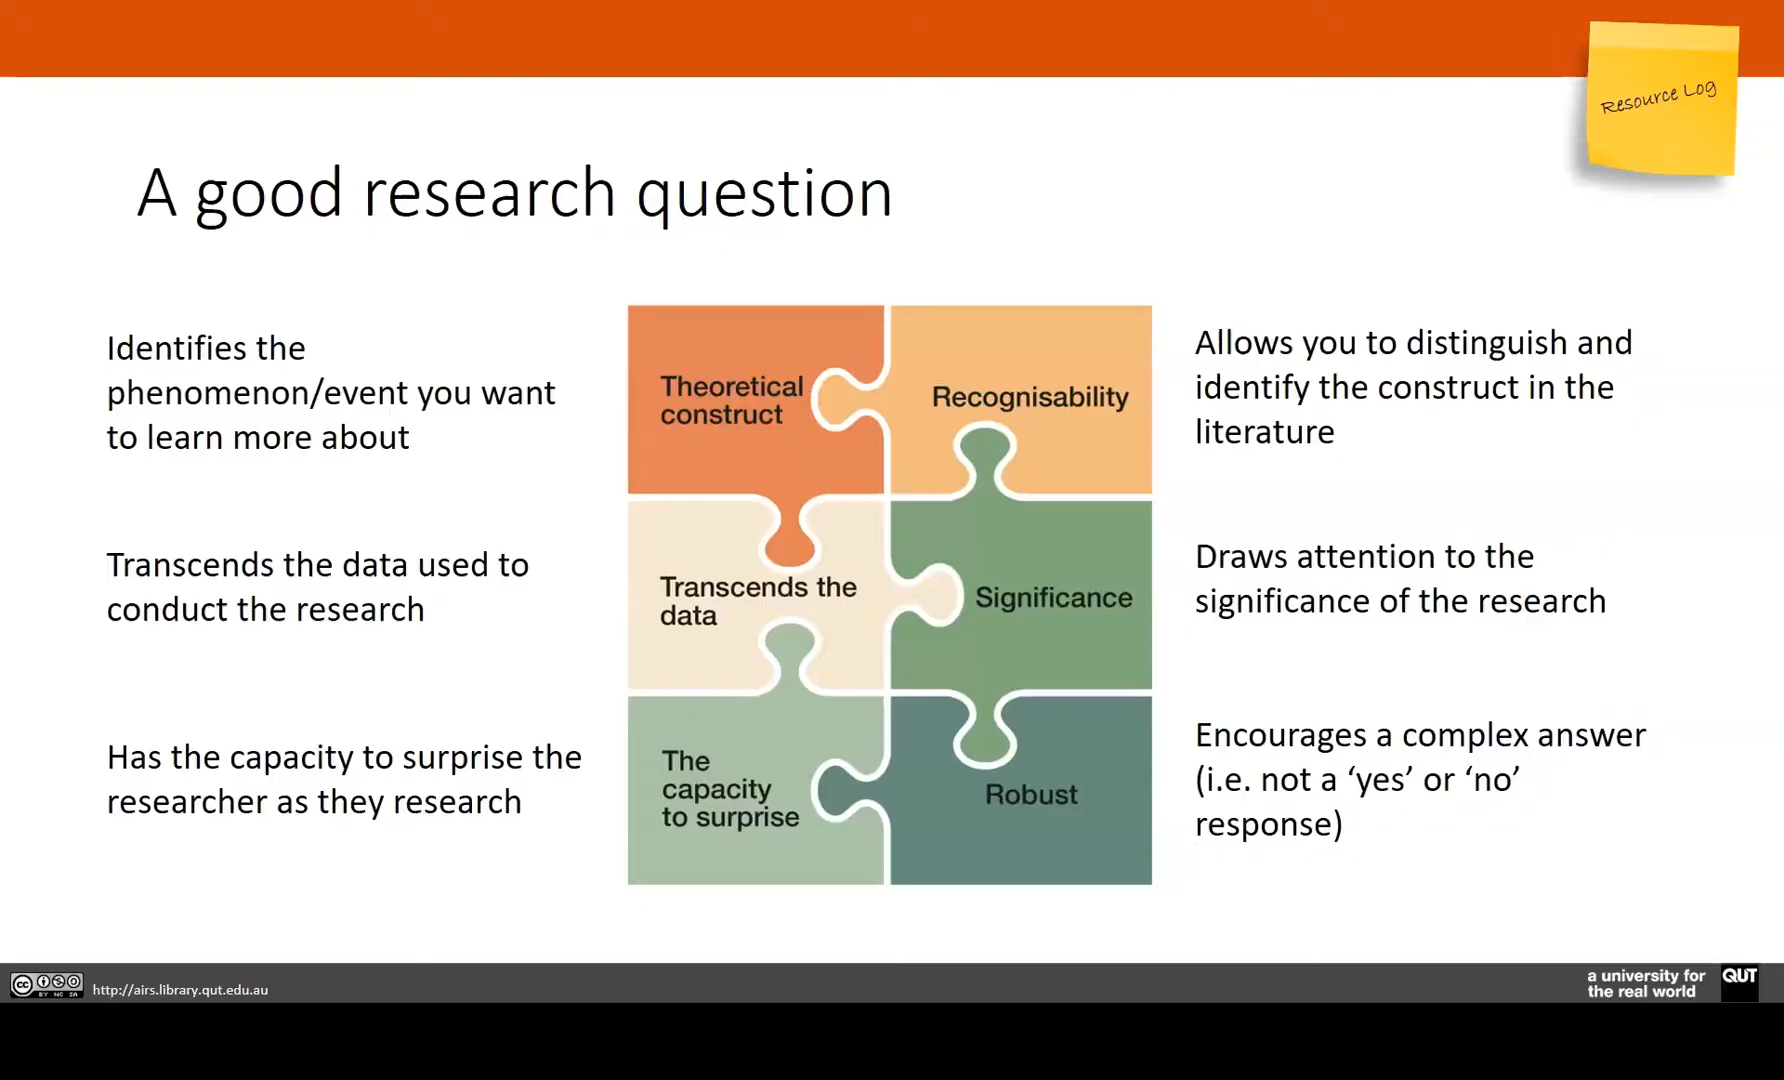 Resource Log
A good research question
Identifies the
phenomenon/event you want
to learn more about
Theoretical
construct
Recognisability
Allows you to distinguish and
identify the construct in the
literature
Transcends the data used to
conduct the research
Transcends the
data
Significance
Draws attention to the
significance of the research
Has the capacity to surprise the
researcher as they research
The
capacity
to surprise
Robust
Encourages a complex answer
(i.e. not a ‘yes’ or ‘no’
response)
cc
BY NC SA
http://airs.library.qut.edu.au
a university for
the real world
QUT